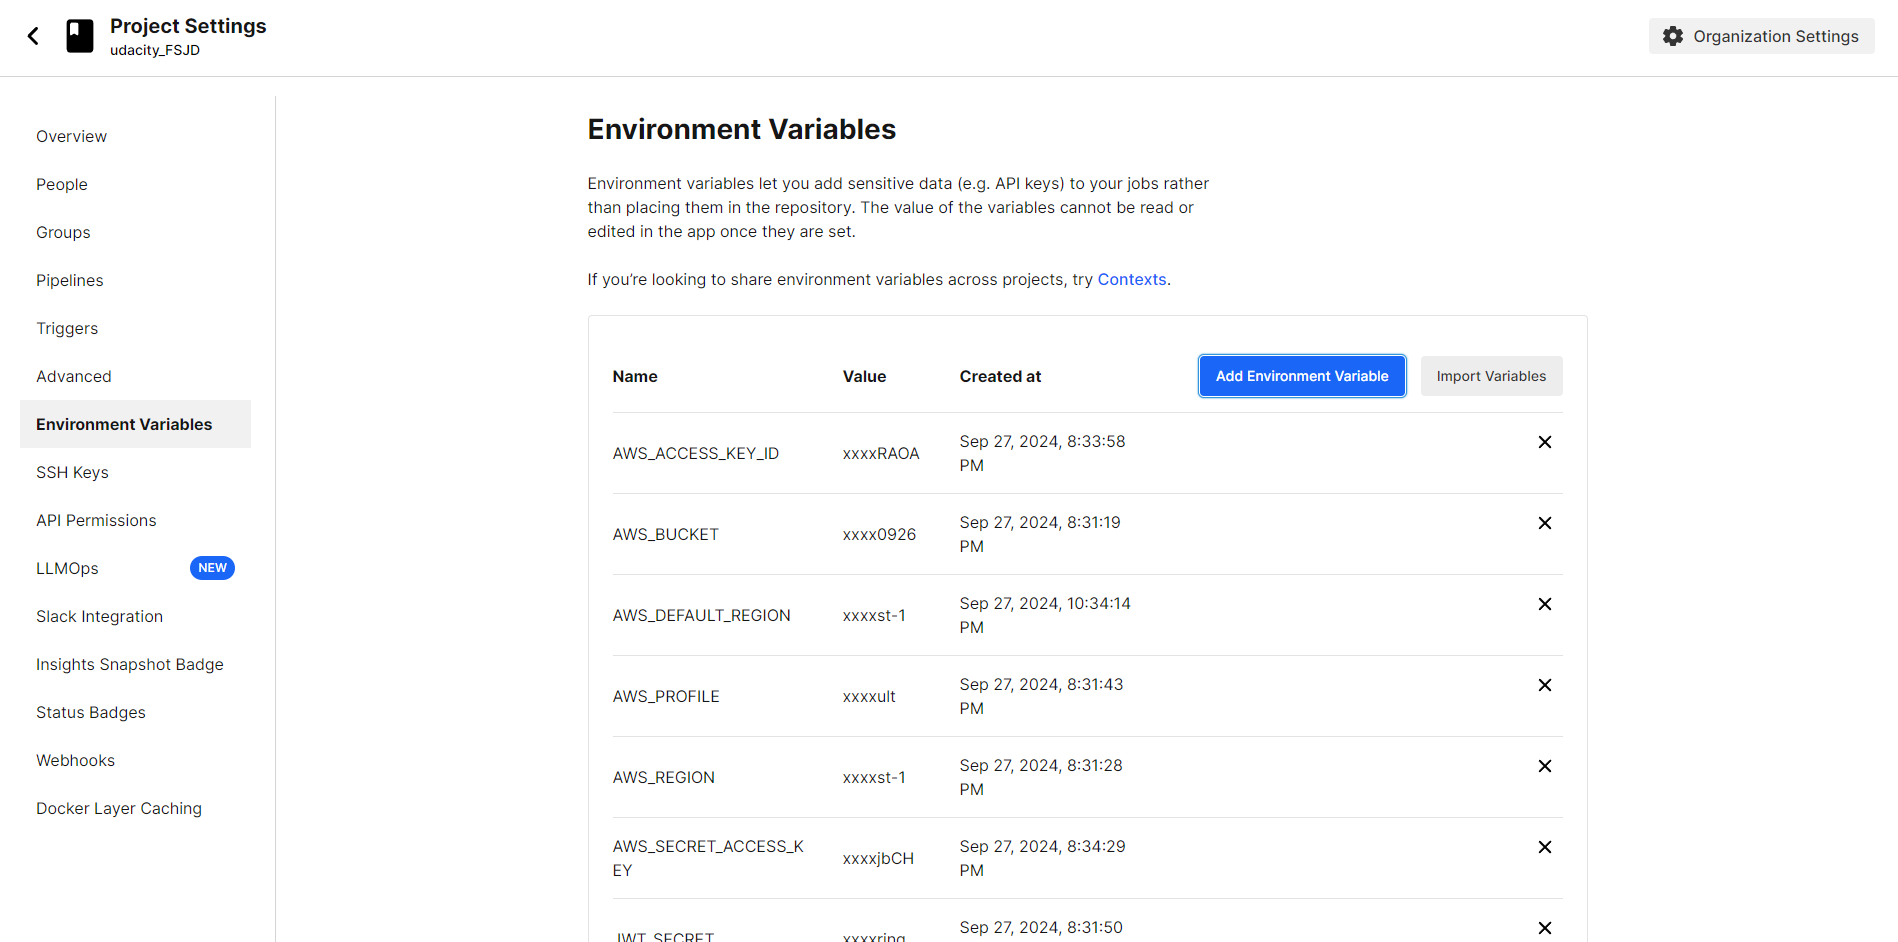 Project Settings
udacity_FSJD
Organization Settings
Overview
People
Groups
Pipelines
Triggers
Advanced
Environment Variables
SSH Keys
API Permissions
LLMOps NEW
Slack Integration
Insights Snapshot Badge
Status Badges
Webhooks
Docker Layer Caching
Environment Variables
Environment variables let you add sensitive data (e.g. API keys) to your jobs rather
than placing them in the repository. The value of the variables cannot be read or
edited in the app once they are set.
If you’re looking to share environment variables across projects, try Contexts.
Name Value Created at Add Environment Variable Import Variables
AWS_ACCESS_KEY_ID xxxxRAOA Sep 27, 2024, 8:33:58
PM
AWS_BUCKET xxxx0926 Sep 27, 2024, 8:31:19
PM
AWS_DEFAULT_REGION xxxxst-1 Sep 27, 2024, 10:34:14
PM
AWS_PROFILE xxxxult Sep 27, 2024, 8:31:43
PM
AWS_REGION xxxxst-1 Sep 27, 2024, 8:31:28
PM
AWS_SECRET_ACCESS_K
EY xxxxjbCH Sep 27, 2024, 8:34:29
PM
JWT_SECRET xxxxring Sep 27, 2024, 8:31:50